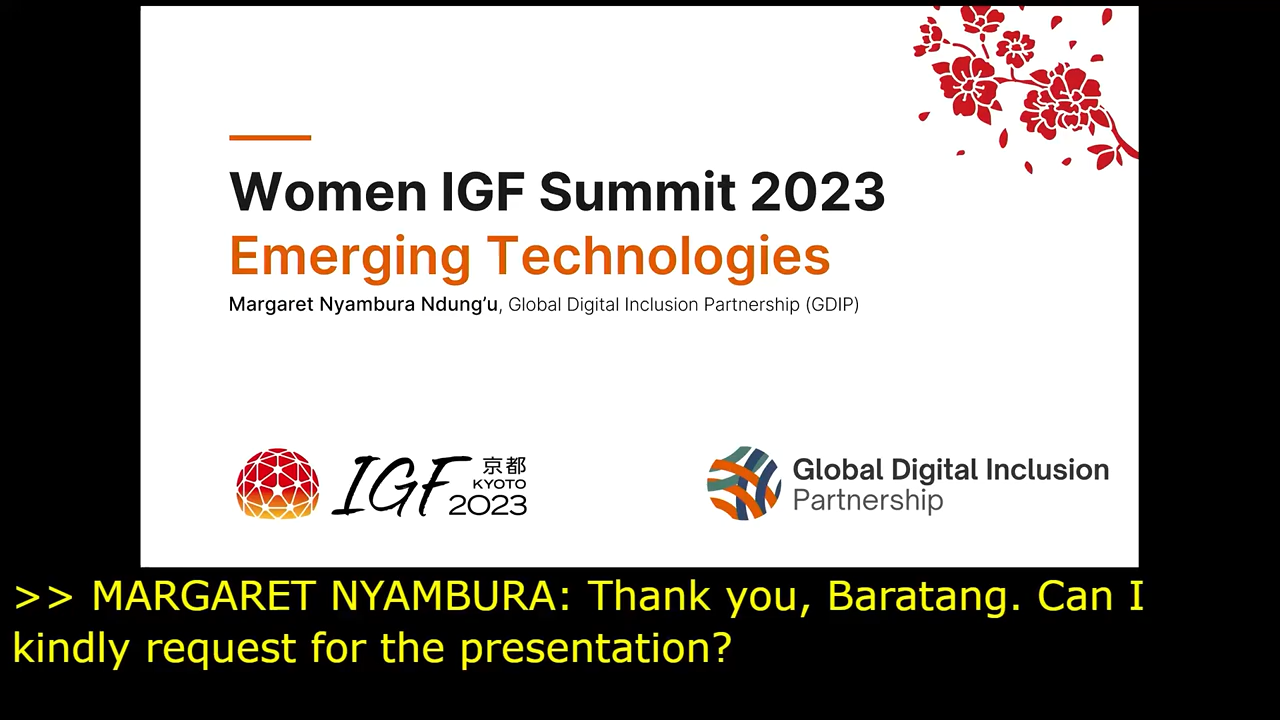 Women IGF Summit 2023
Emerging Technologies
Margaret Nyambura Ndung’u, Global Digital Inclusion Partnership (GDIP)
IGF 京都
KYOTO
2023
Global Digital Inclusion
Partnership
>> MARGARET NYAMBURA: Thank you, Baratang. Can I
kindly request for the presentation?